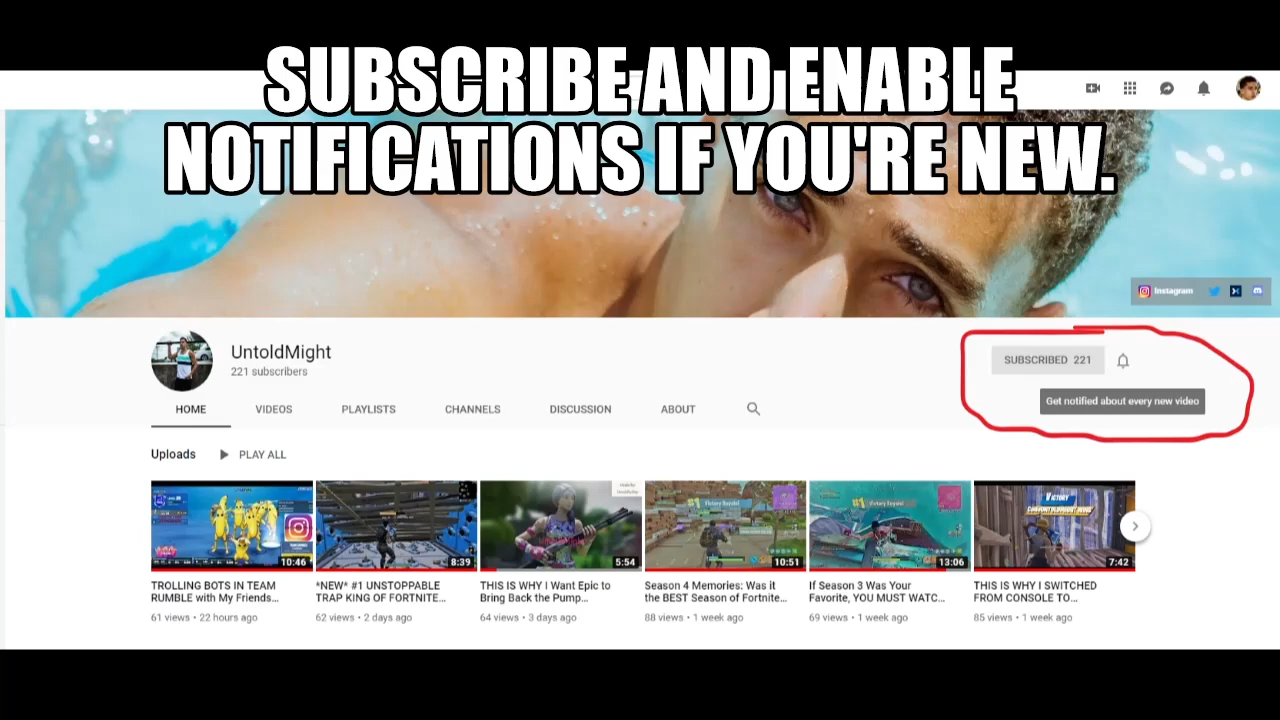 SUBSCRIBE AND ENABLE
NOTIFICATIONS IF YOU'RE NEW.
Instagram
UntoldMight
221 subscribers
SUBSCRIBED 221
Get notified about every new video
HOME VIDEOS PLAYLISTS CHANNELS DISCUSSION ABOUT
Uploads PLAY ALL
10:46 8:39 5:54 10:51 13:06 7:42
TROLLING BOTS IN TEAM
RUMBLE with My Friends...
61 views • 22 hours ago
*NEW* #1 UNSTOPPABLE
TRAP KING OF FORTNITE...
62 views • 2 days ago
THIS IS WHY I Want Epic to
Bring Back the Pump...
64 views • 3 days ago
Season 4 Memories: Was it
the BEST Season of Fortnite...
88 views • 1 week ago
If Season 3 Was Your
Favorite, YOU MUST WATC...
69 views • 1 week ago
THIS IS WHY I SWITCHED
FROM CONSOLE TO...
85 views • 1 week ago